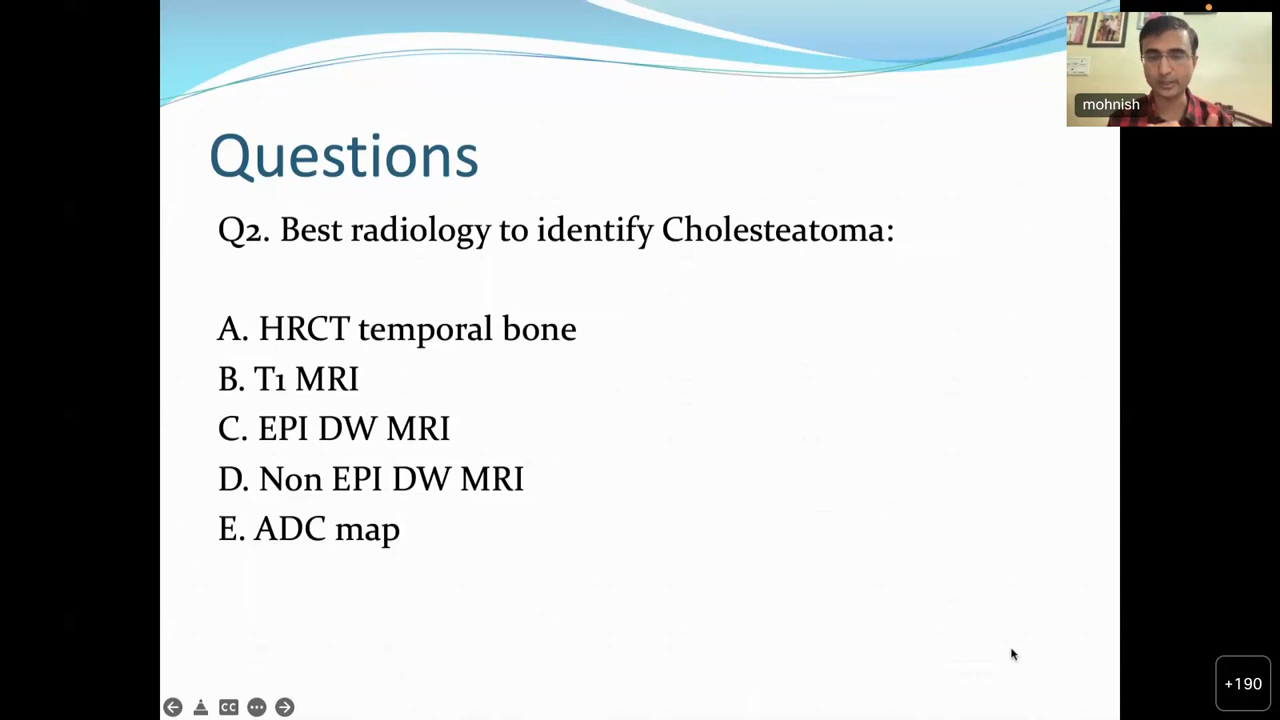 mohnish
Questions
Q2. Best radiology to identify Cholesteatoma:
A. HRCT temporal bone
B. T1 MRI
C. EPI DW MRI
D. Non EPI DW MRI
E. ADC map
CC
+190